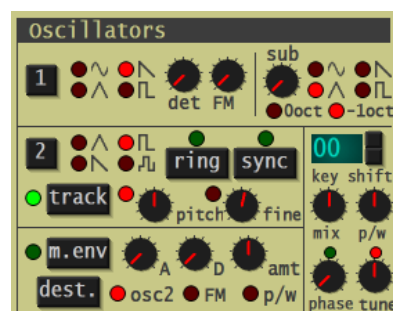 Oscillators
sub
1
det FM
0oct -1oct
2
ring sync
00
key shift
track
pitch fine
mix p/w
m.env
A D amt
dest.
osc2 FM p/w
phase tune